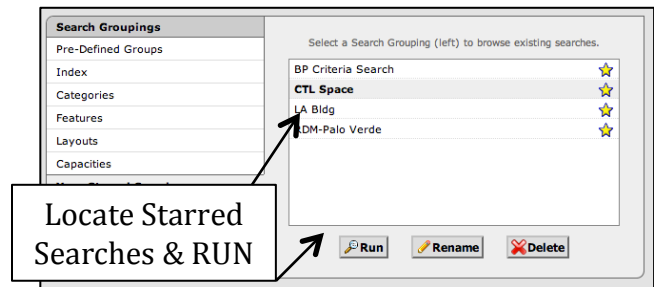 Search Groupings
Pre-Defined Groups
Index
Categories
Features
Layouts
Capacities
Select a Search Grouping (left) to browse existing searches.
BP Criteria Search
CTL Space
LA Bldg
RDM-Palo Verde
Run
Rename
Delete
Locate Starred
Searches & RUN